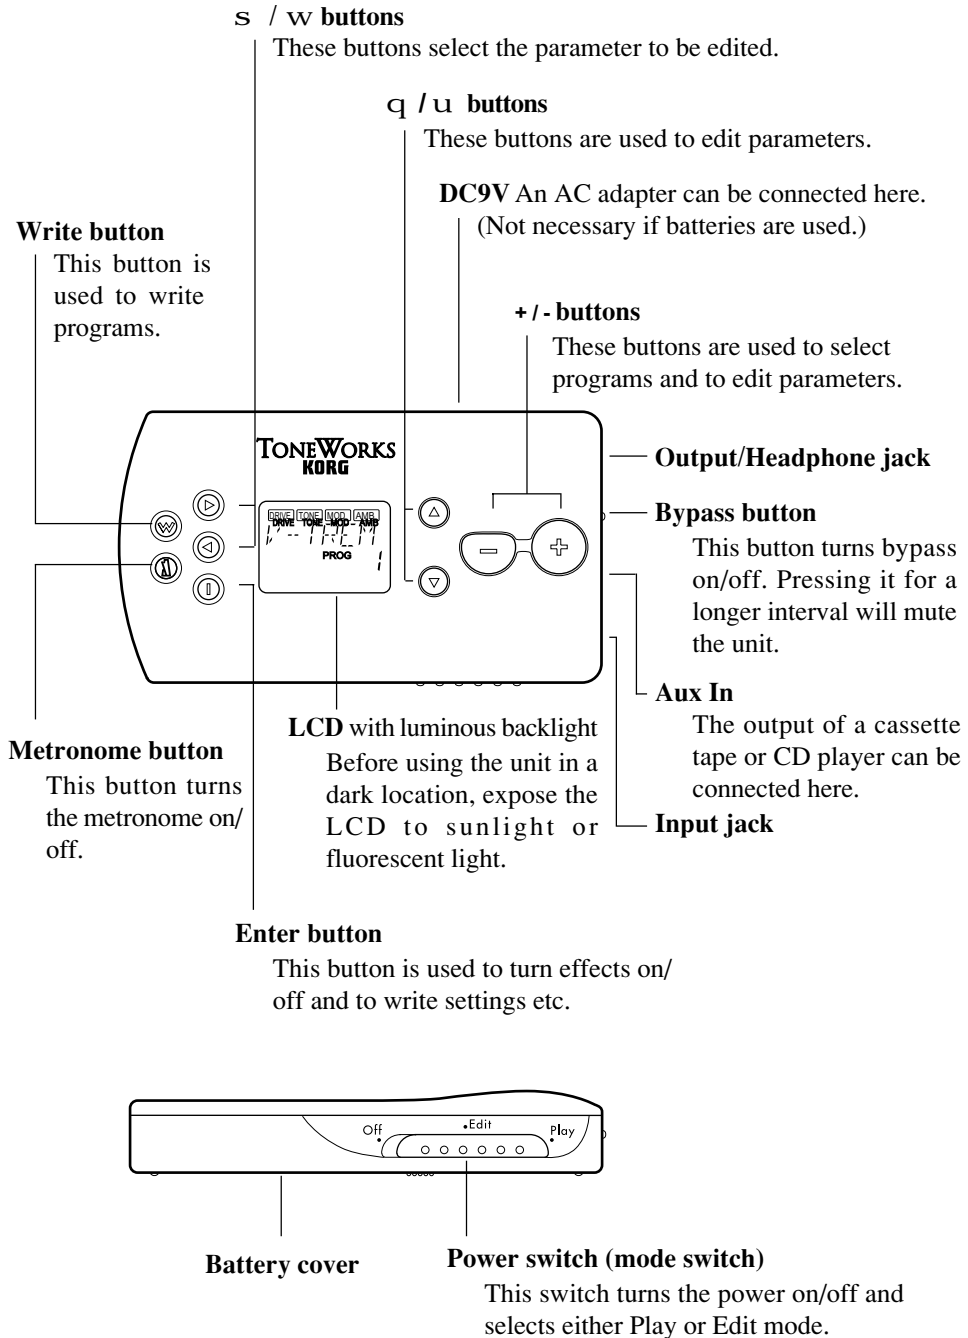 s / w buttons
These buttons select the parameter to be edited.
q / u buttons
These buttons are used to edit parameters.
DC9V An AC adapter can be connected here.
(Not necessary if batteries are used.)
Write button
This button is
used to write
programs.
+ / - buttons
These buttons are used to select
programs and to edit parameters.
TONEWORKS
KORG
DRIVE TONE MOD AMB
DRIVE TONE MOD AMB
PROG
1
Output/Headphone jack
Bypass button
This button turns bypass
on/off. Pressing it for a
longer interval will mute
the unit.
Aux In
The output of a cassette
tape or CD player can be
connected here.
Input jack
LCD with luminous backlight
Before using the unit in a
dark location, expose the
LCD to sunlight or
fluorescent light.
Metronome button
This button turns
the metronome on/
off.
Enter button
This button is used to turn effects on/
off and to write settings etc.
Off
Edit
Play
Battery cover
Power switch (mode switch)
This switch turns the power on/off and
selects either Play or Edit mode.